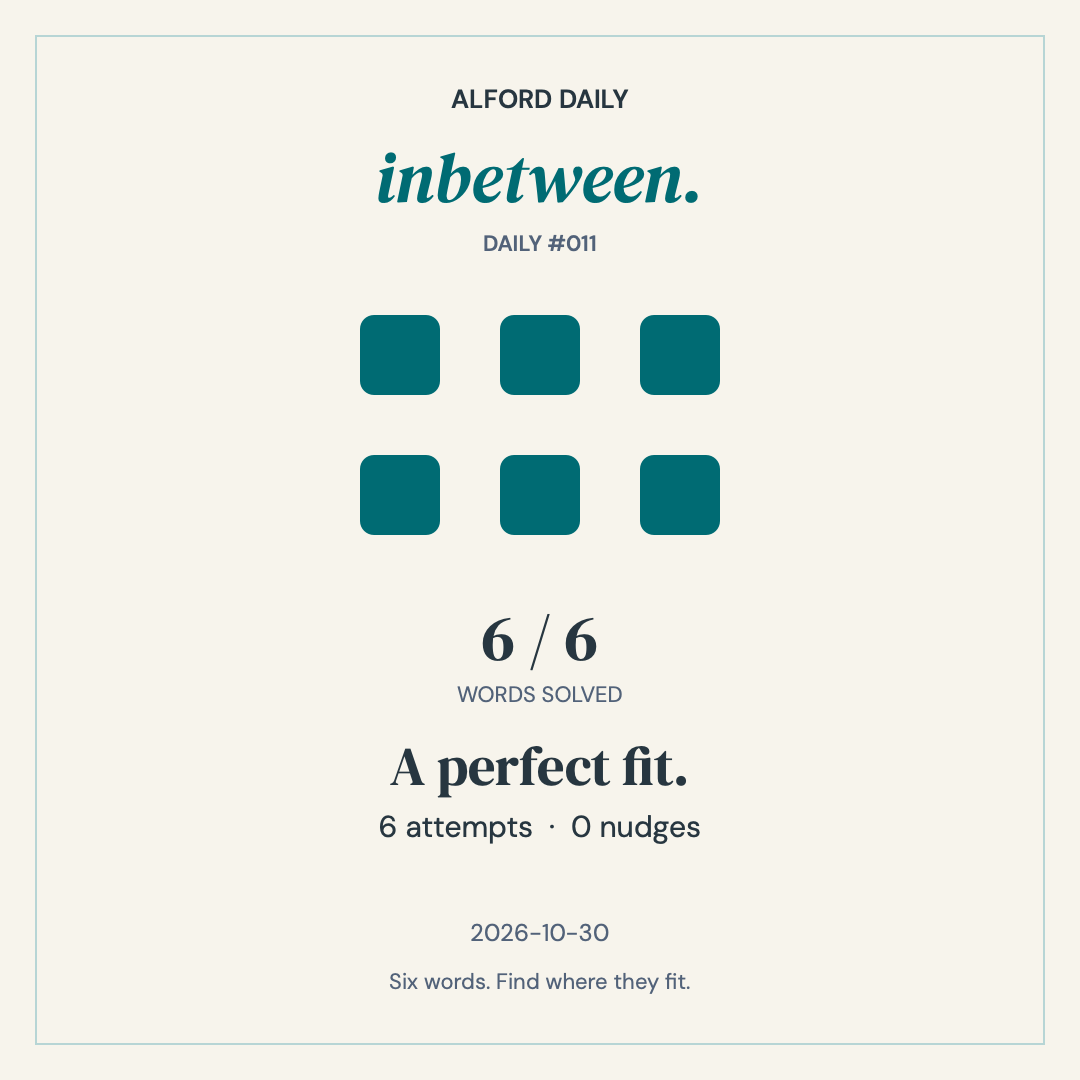 ALFORD DAILY
inbetween.
DAILY #011
6 / 6
WORDS SOLVED
A perfect fit.
6 attempts · 0 nudges
2026-10-30
Six words. Find where they fit.